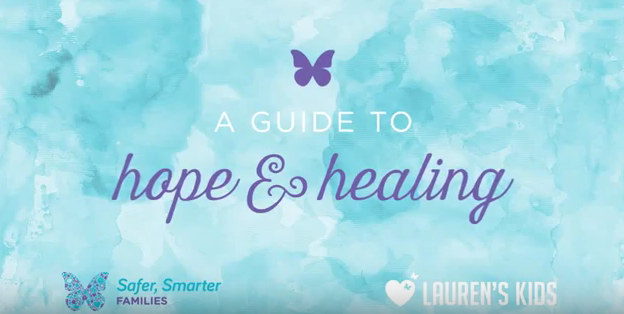 A GUIDE TO
hope & healing
Safer, Smarter
FAMILIES
LAUREN'S KIDS